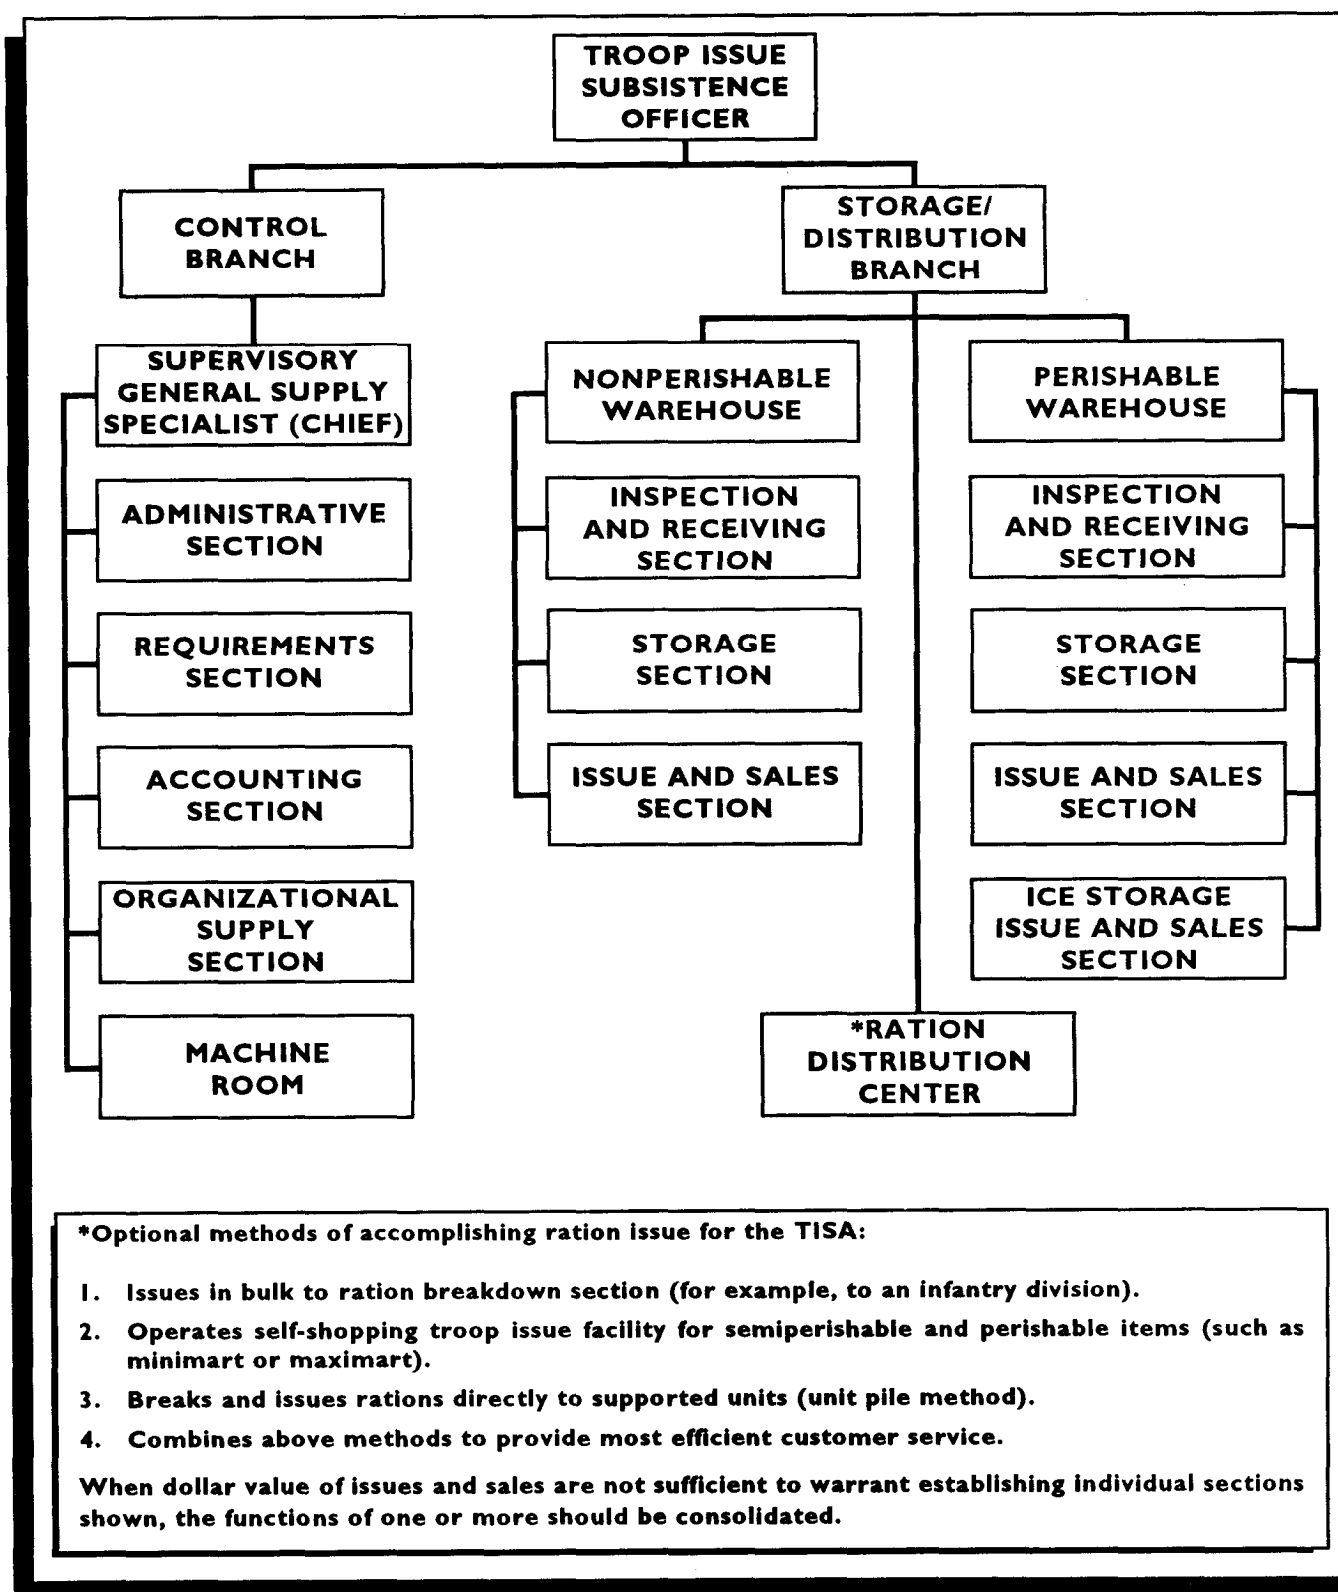 TROOP ISSUE
SUBSISTENCE
OFFICER
CONTROL
BRANCH
STORAGE/
DISTRIBUTION
BRANCH
SUPERVISORY
GENERAL SUPPLY
SPECIALIST (CHIEF)
ADMINISTRATIVE
SECTION
REQUIREMENTS
SECTION
ACCOUNTING
SECTION
ORGANIZATIONAL
SUPPLY
SECTION
MACHINE
ROOM
NONPERISHABLE
WAREHOUSE
INSPECTION
AND RECEIVING
SECTION
STORAGE
SECTION
ISSUE AND SALES
SECTION
PERISHABLE
WAREHOUSE
INSPECTION
AND RECEIVING
SECTION
STORAGE
SECTION
ISSUE AND SALES
SECTION
ICE STORAGE
ISSUE AND SALES
SECTION
*RATION
DISTRIBUTION
CENTER
*Optional methods of accomplishing ration issue for the TISA:
1. Issues in bulk to ration breakdown section (for example, to an infantry division).
2. Operates self-shopping troop issue facility for semiperishable and perishable items (such as
minimart or maximart).
3. Breaks and issues rations directly to supported units (unit pile method).
4. Combines above methods to provide most efficient customer service.
When dollar value of issues and sales are not sufficient to warrant establishing individual sections
shown, the functions of one or more should be consolidated.